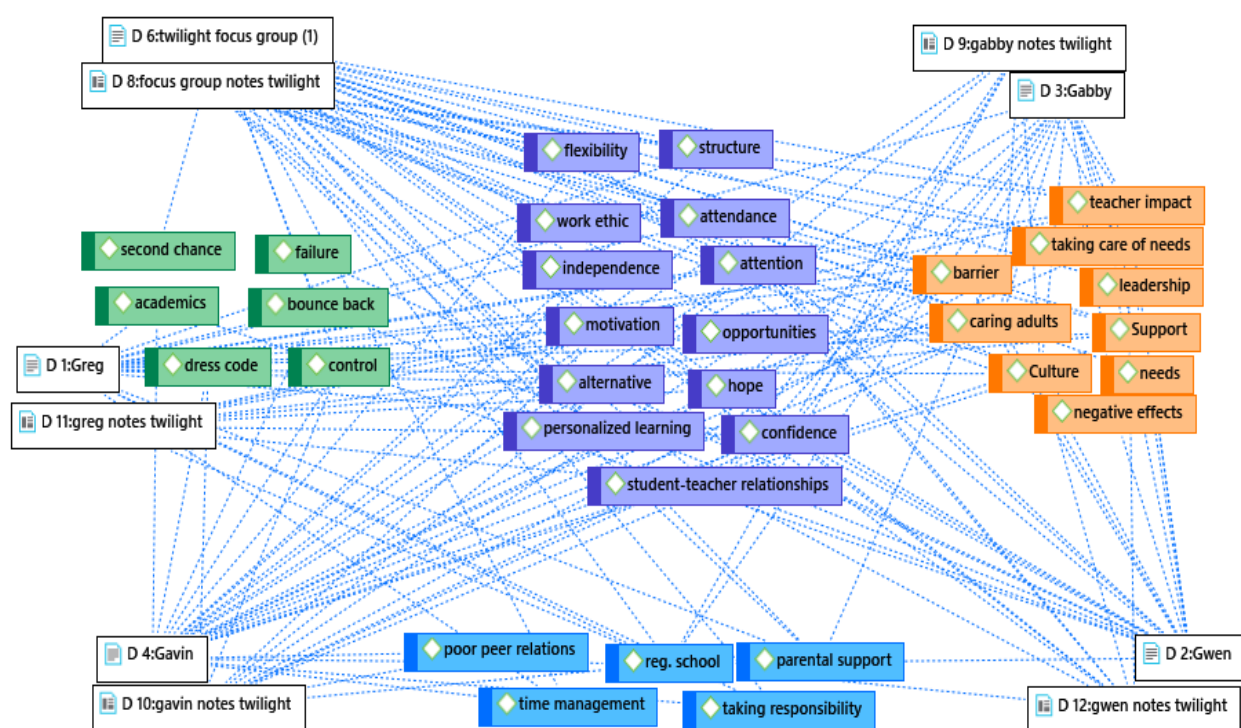 D 6:twilight focus group (1)
D 8:focus group notes twilight
D 9:gabby notes twilight
D 3:Gabby
flexibility
structure
work ethic
attendance
independence
attention
motivation
opportunities
alternative
hope
personalized learning
confidence
student-teacher relationships
second chance
failure
academics
bounce back
dress code
control
teacher impact
taking care of needs
barrier
leadership
caring adults
Support
Culture
needs
negative effects
D 1:Greg
D 11:greg notes twilight
D 4:Gavin
D 10:gavin notes twilight
poor peer relations
reg. school
parental support
time management
taking responsibility
D 2:Gwen
D 12:gwen notes twilight